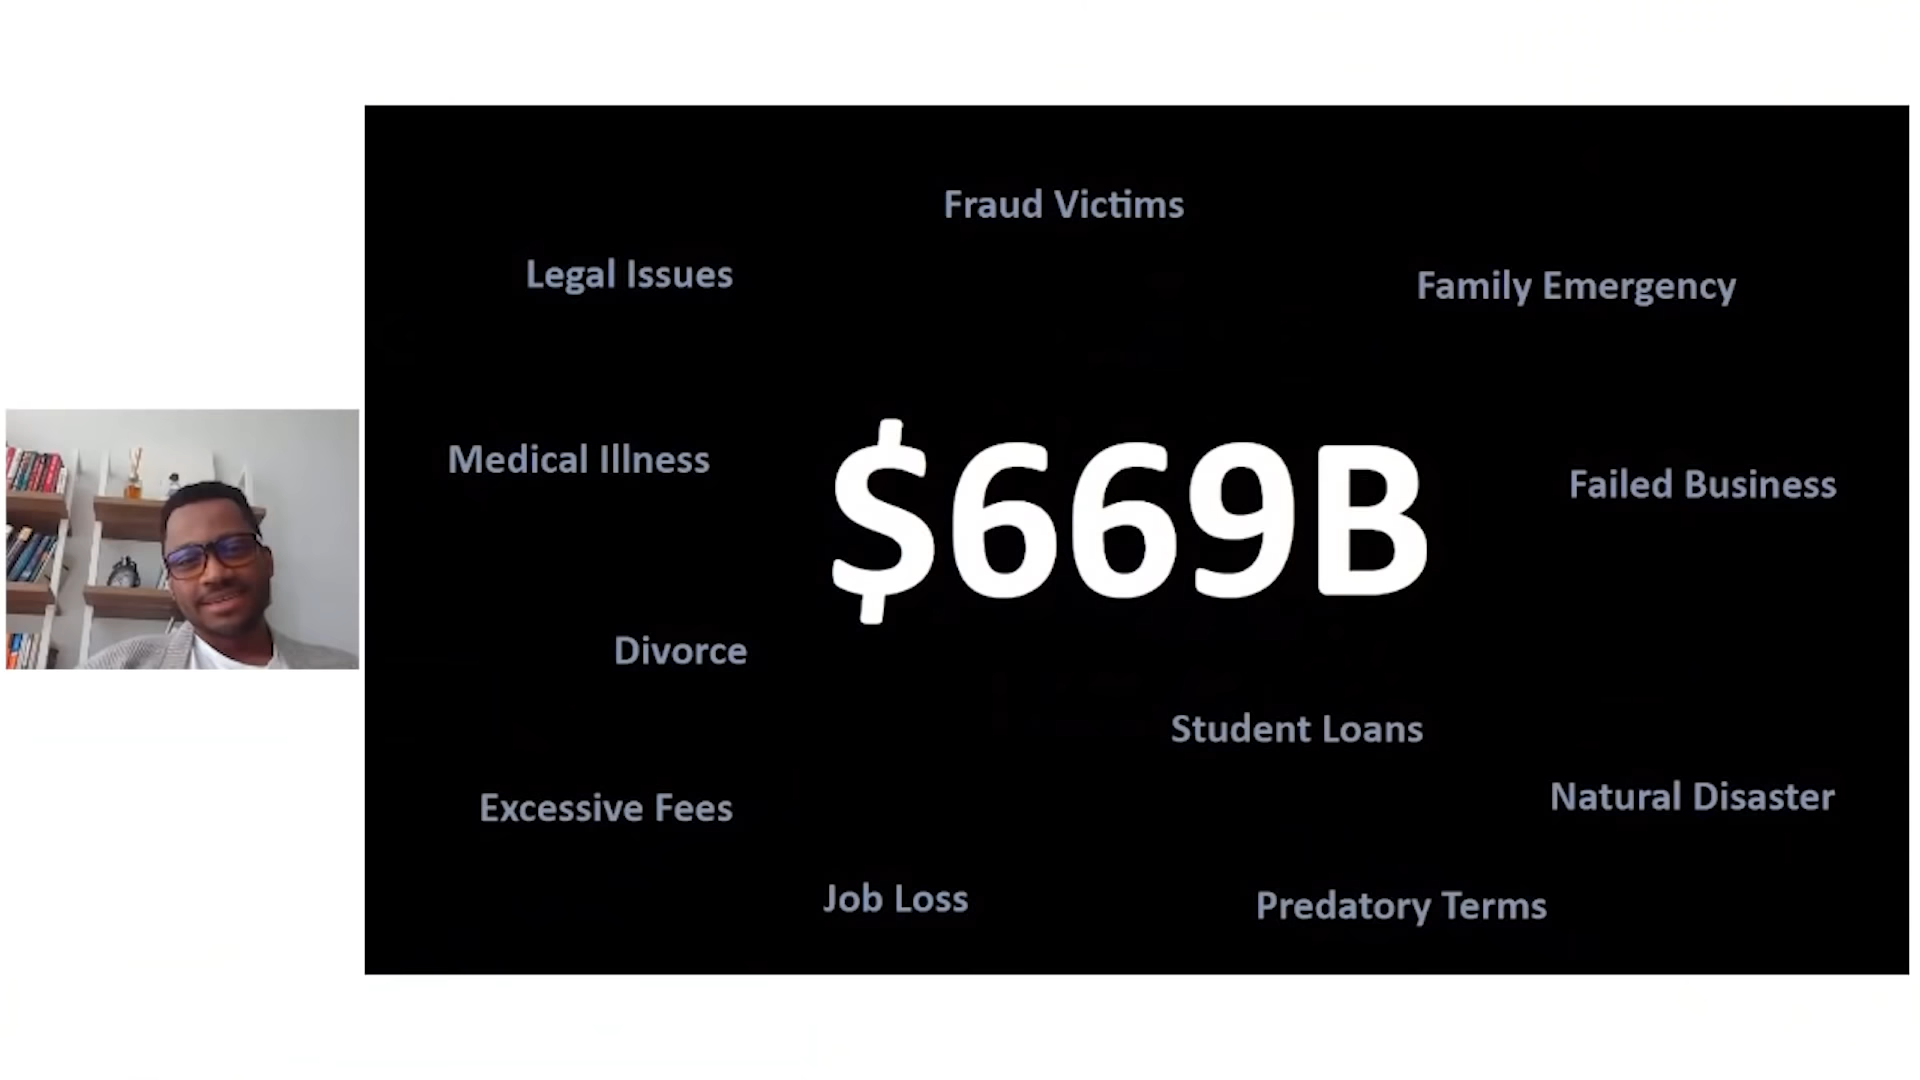 Fraud Victims
Legal Issues
Family Emergency
Medical Illness
$669B
Failed Business
Divorce
Student Loans
Natural Disaster
Excessive Fees
Job Loss
Predatory Terms